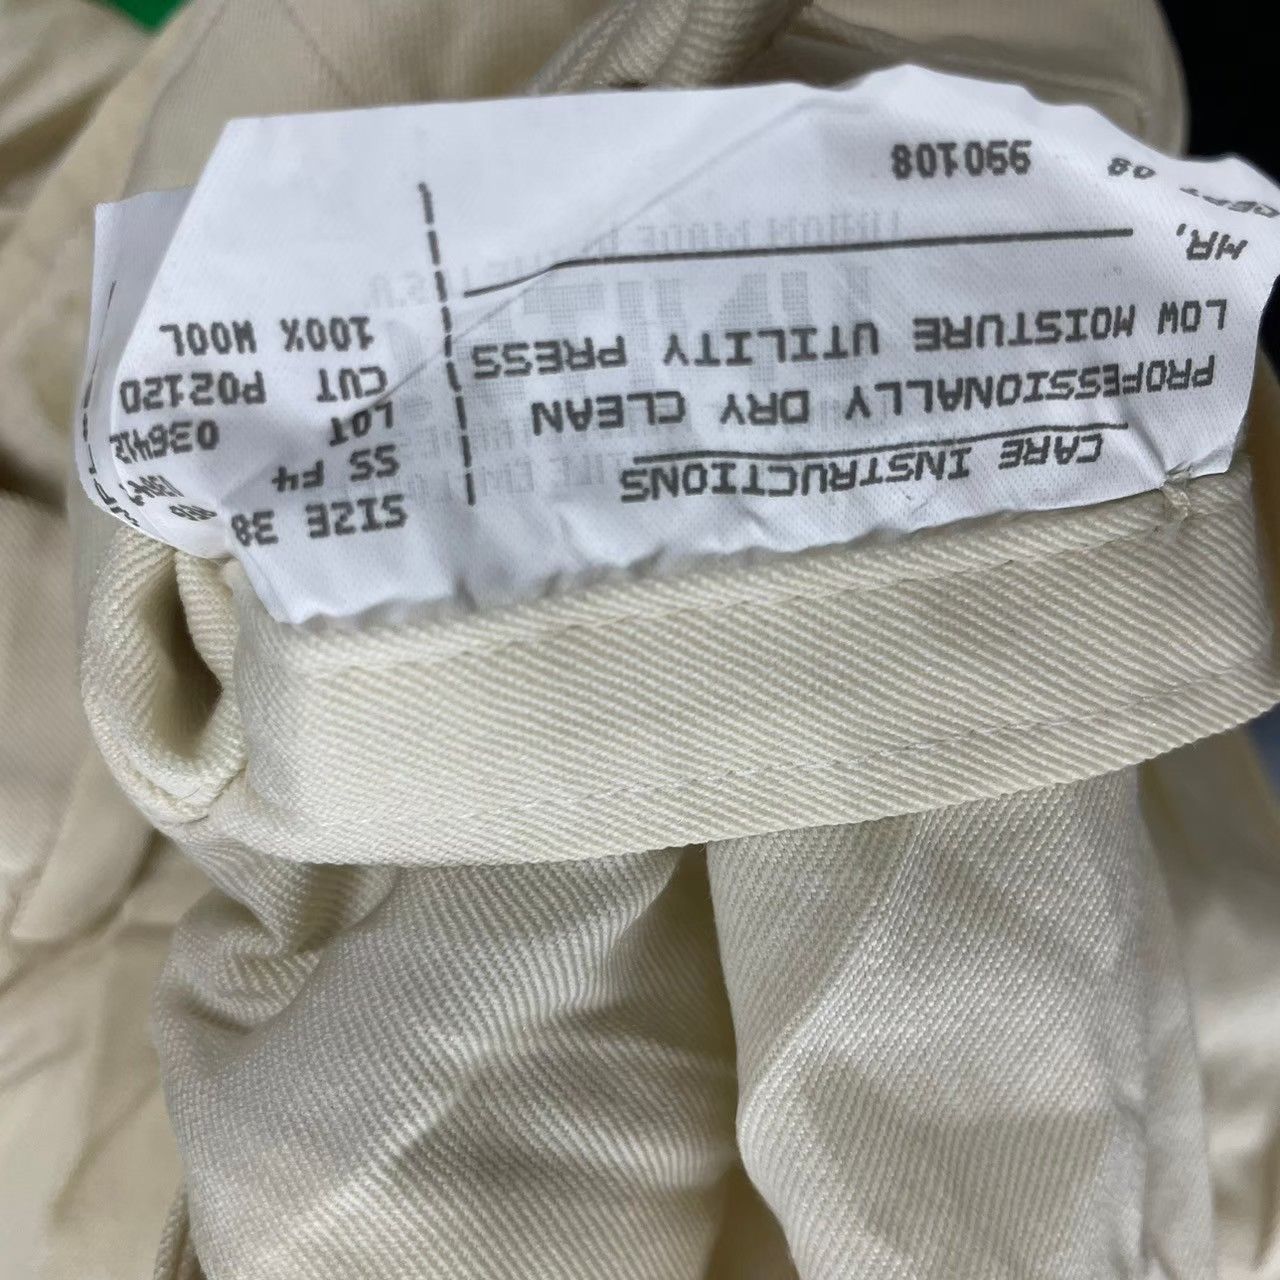 CARE INSTRUCTIONS
PROFESSIONALLY DRY CLEAN
LOW MOISTURE UTILITY PRESS
MR,
990108
SIZE 38
SS F4
LOT 036412
CUT P02120
100% WOOL